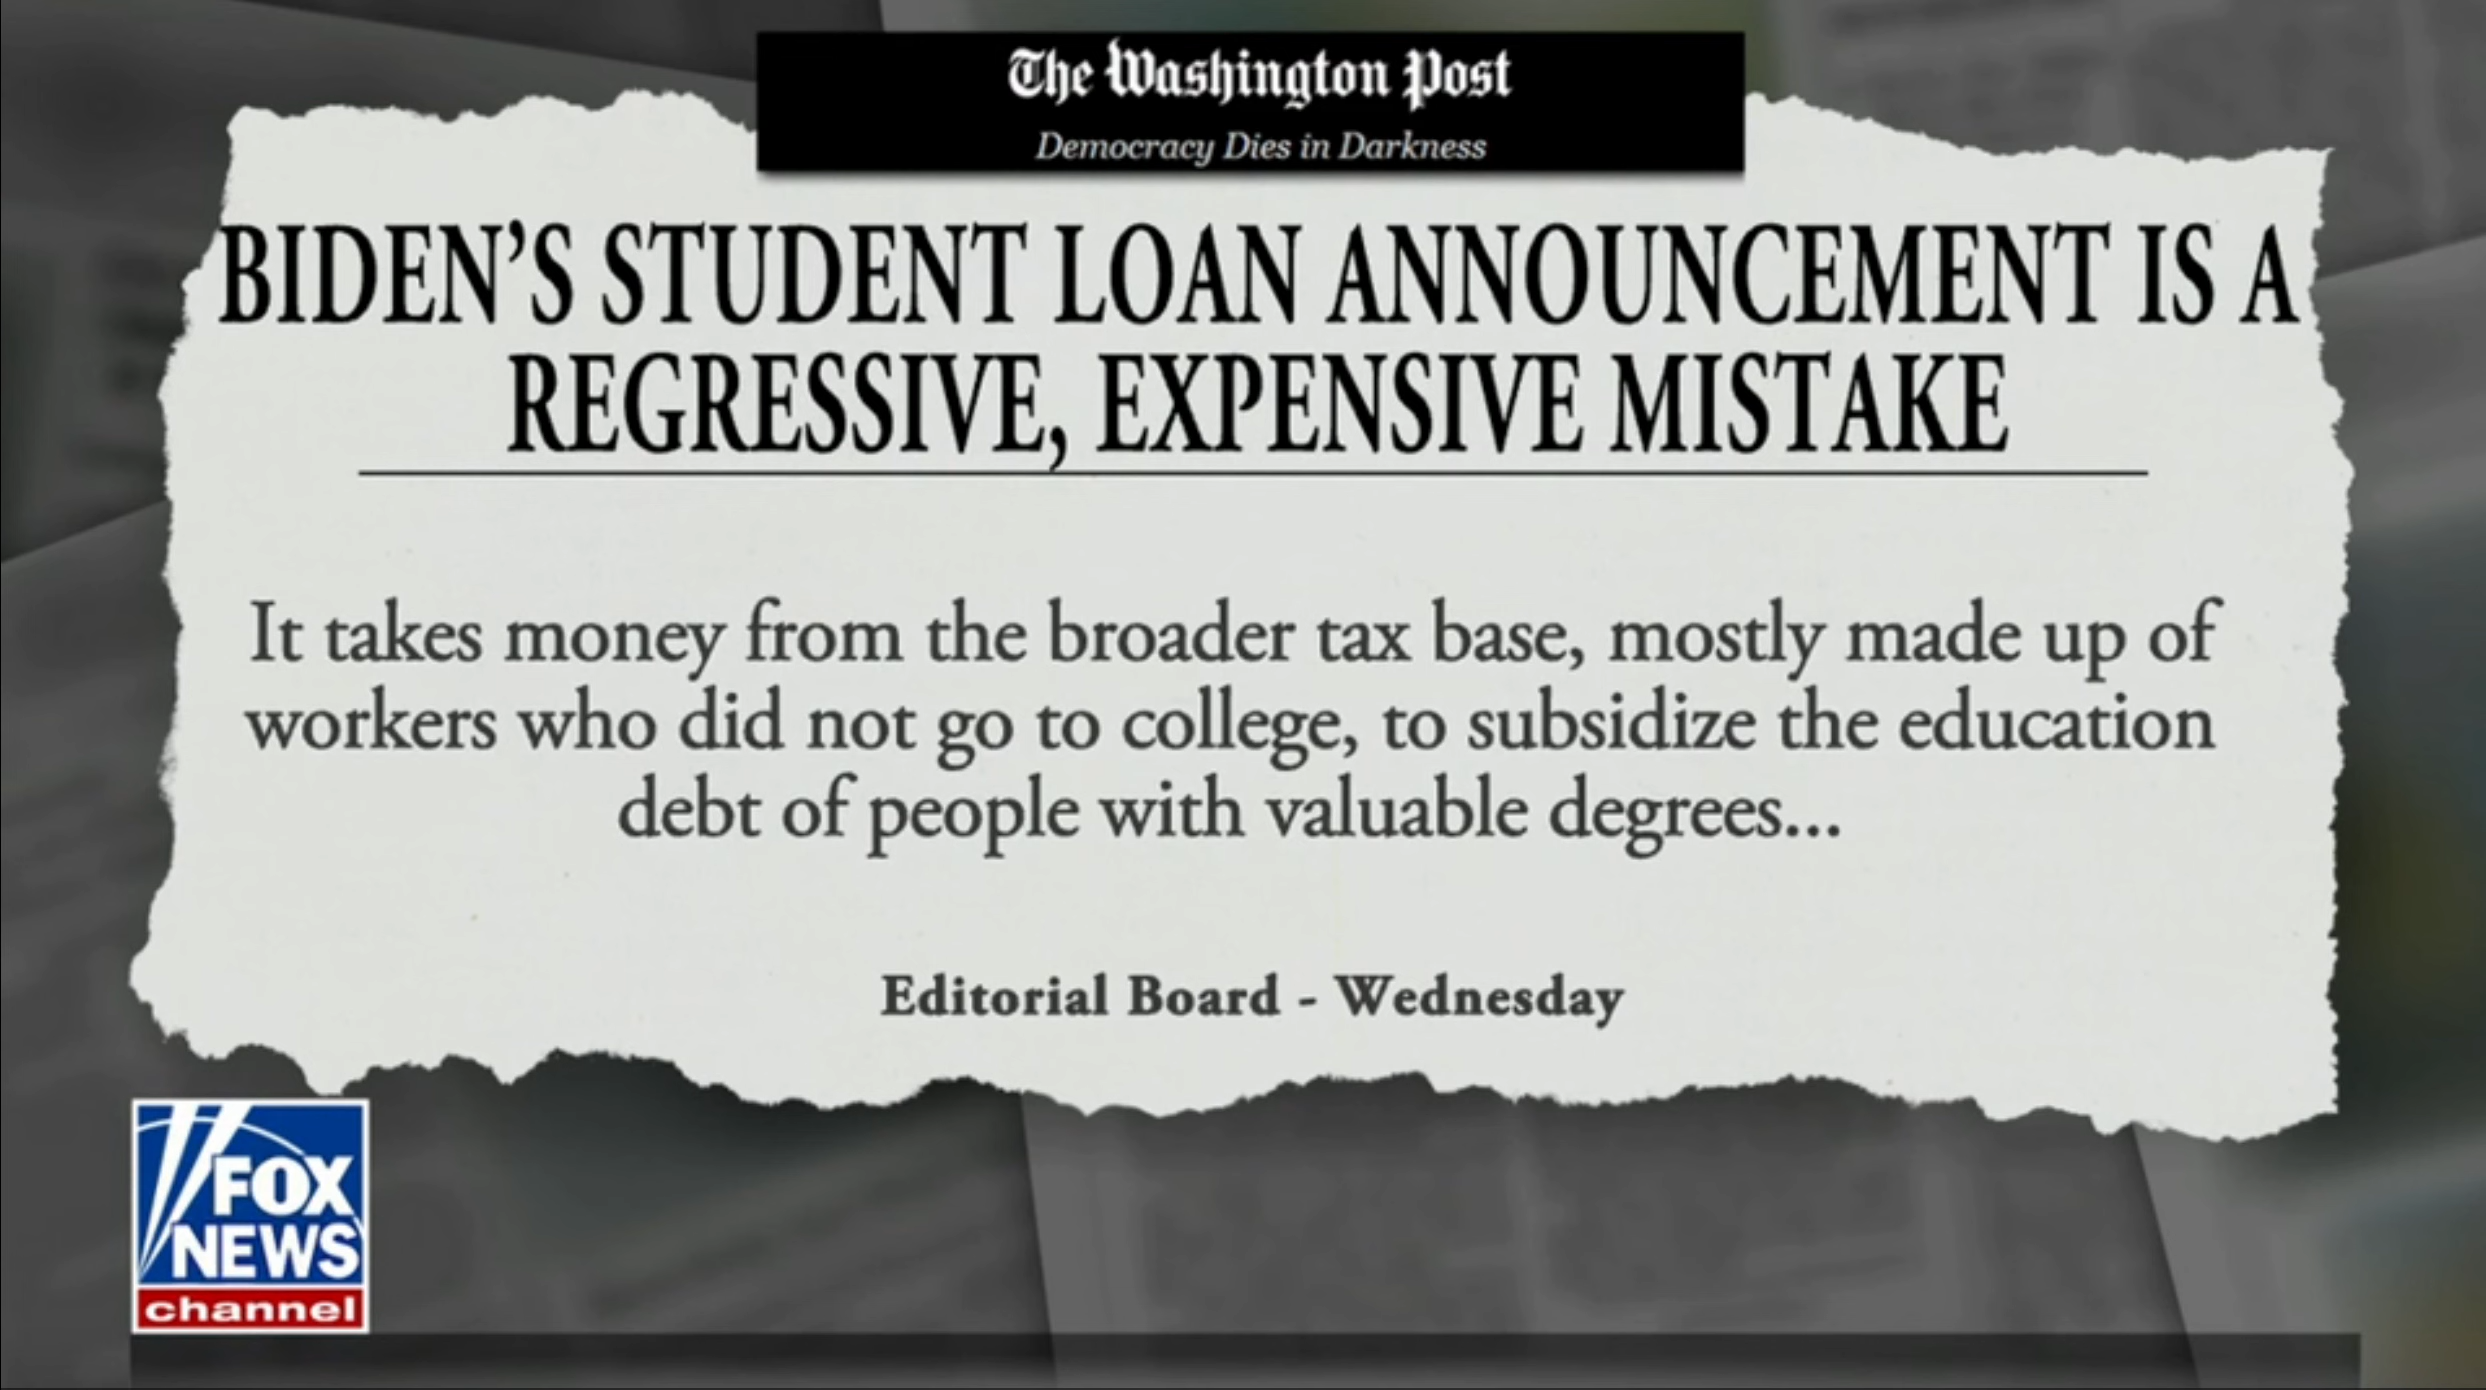 The Washington Post
Democracy Dies in Darkness
BIDEN’S STUDENT LOAN ANNOUNCEMENT IS A
REGRESSIVE, EXPENSIVE MISTAKE
It takes money from the broader tax base, mostly made up of
workers who did not go to college, to subsidize the education
debt of people with valuable degrees...
Editorial Board - Wednesday
FOX
NEWS
channel